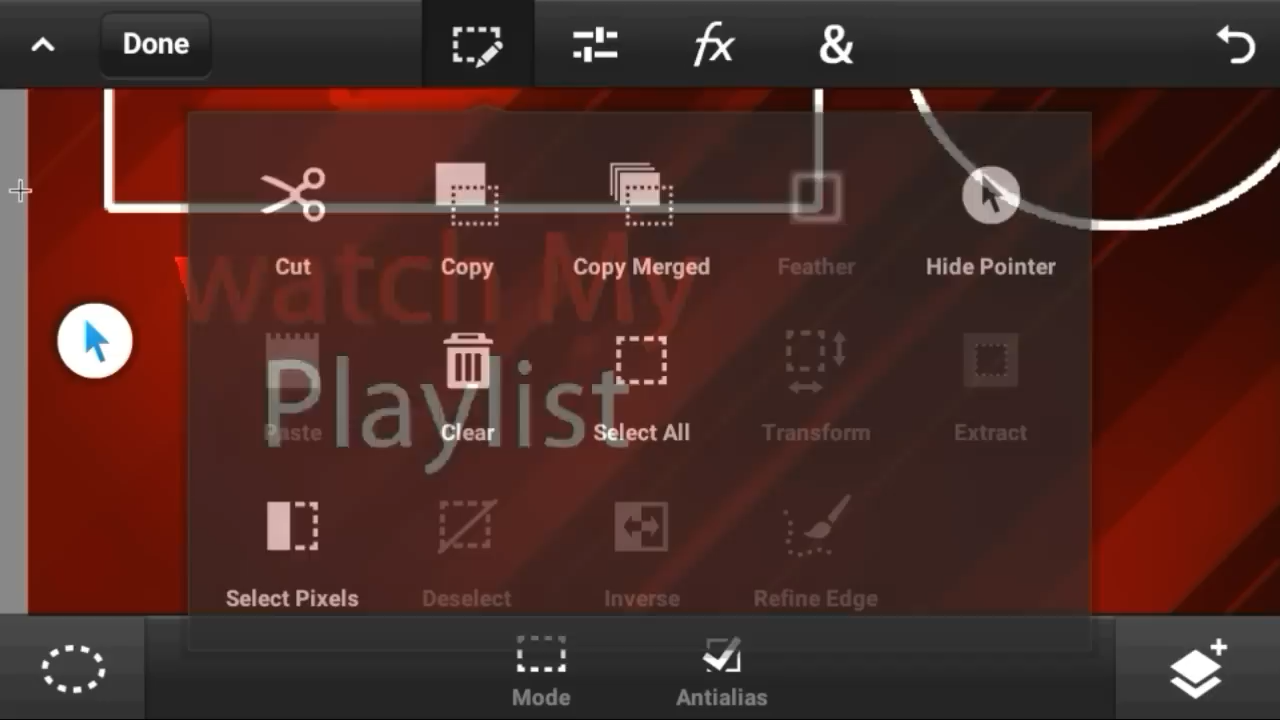 Done fx &
Cut Copy Copy Merged Feather Hide Pointer
watch My
Paste Clear Select All Transform Extract
Playlist
Select Pixels Deselect Inverse Refine Edge
Mode Antialias